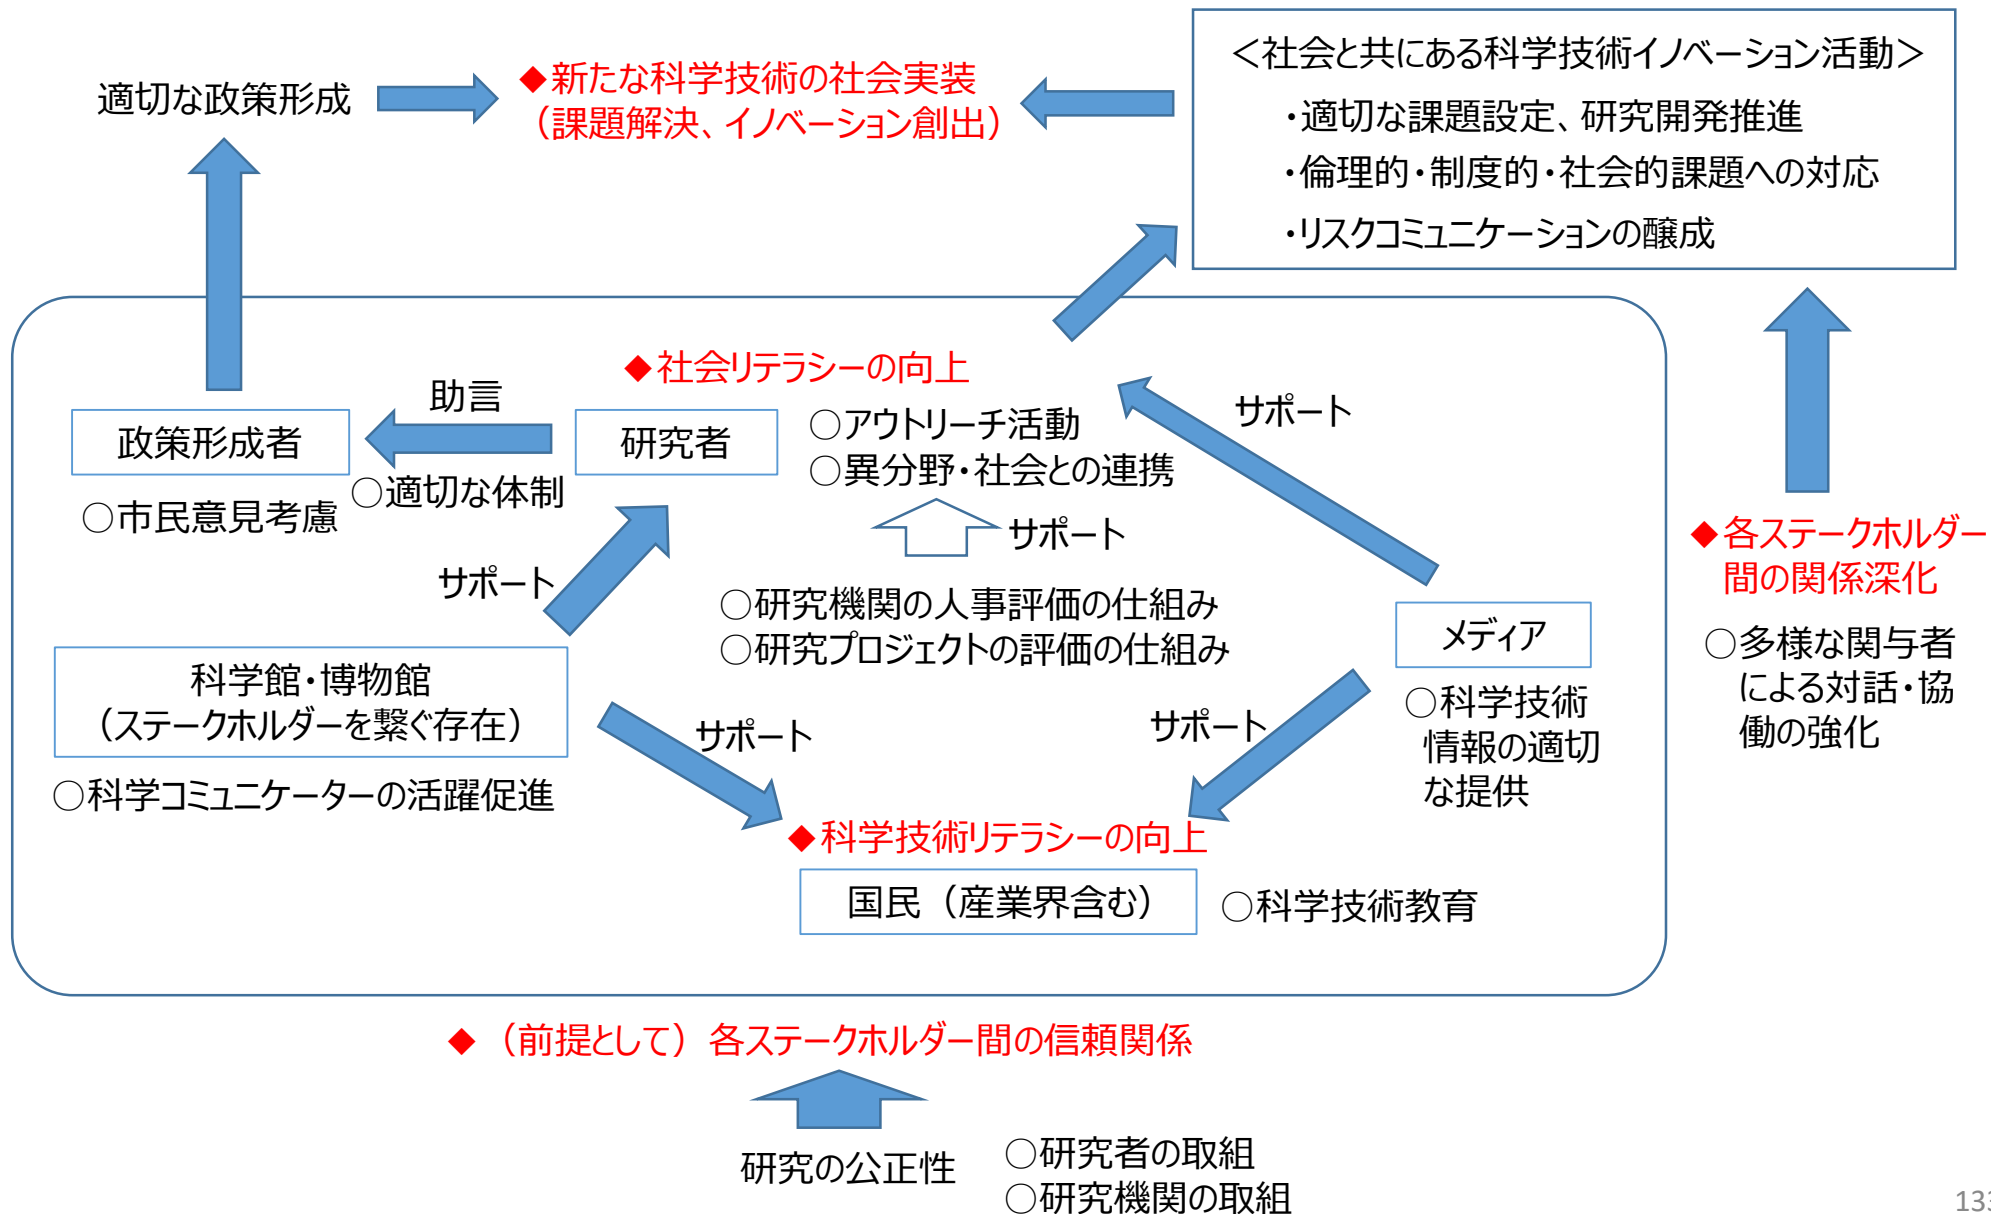 適切な政策形成
◆新たな科学技術の社会実装
（課題解決、イノベーション創出）
＜社会と共にある科学技術イノベーション活動＞
・適切な課題設定、研究開発推進
・倫理的・制度的・社会的課題への対応
・リスクコミュニケーションの醸成
◆社会リテラシーの向上
助言
政策形成者
研究者
○アウトリーチ活動
○異分野・社会との連携
サポート
○適切な体制
○市民意見考慮
サポート
サポート
◆各ステークホルダー
間の関係深化
○研究機関の人事評価の仕組み
○研究プロジェクトの評価の仕組み
メディア
○多様な関与者
による対話・協
働の強化
科学館・博物館
（ステークホルダーを繋ぐ存在）
○科学技術
情報の適切
な提供
サポート
サポート
○科学コミュニケーターの活躍促進
◆科学技術リテラシーの向上
国民（産業界含む）
○科学技術教育
◆（前提として）各ステークホルダー間の信頼関係
研究の公正性
○研究者の取組
○研究機関の取組
133